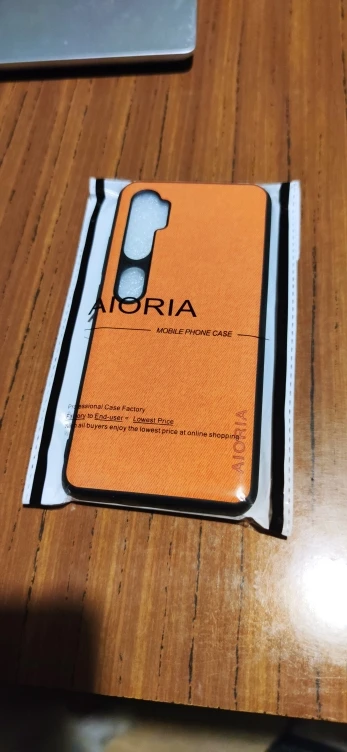 AIORIA
MOBILE PHONE CASE
Professional Case Factory
Factory to End-user = Lowest Price
all buyers enjoy the lowest price at online shopping
AIORIA